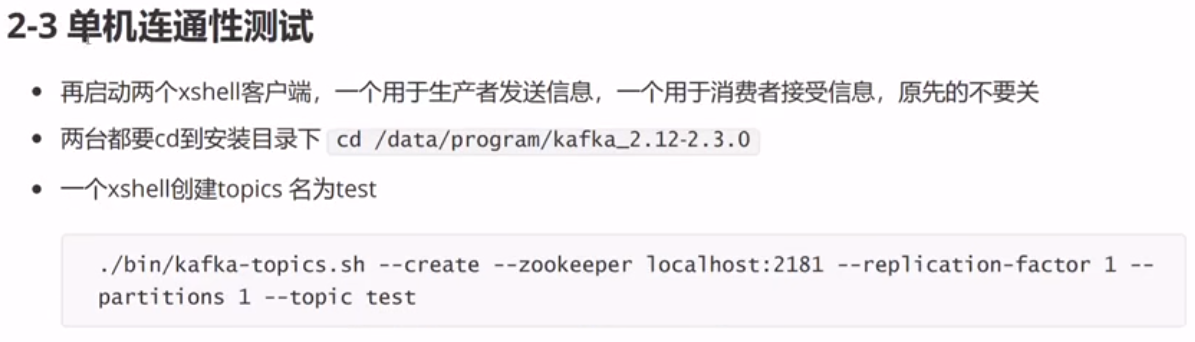 2-3 单机连通性测试
再启动两个xshell客户端，一个用于生产者发送信息，一个用于消费者接受信息，原先的不要关
两台都要cd到安装目录下 cd /data/program/kafka_2.12-2.3.0
一个xshell创建topics 名为test
./bin/kafka-topics.sh --create --zookeeper localhost:2181 --replication-factor 1 --
partitions 1 --topic test